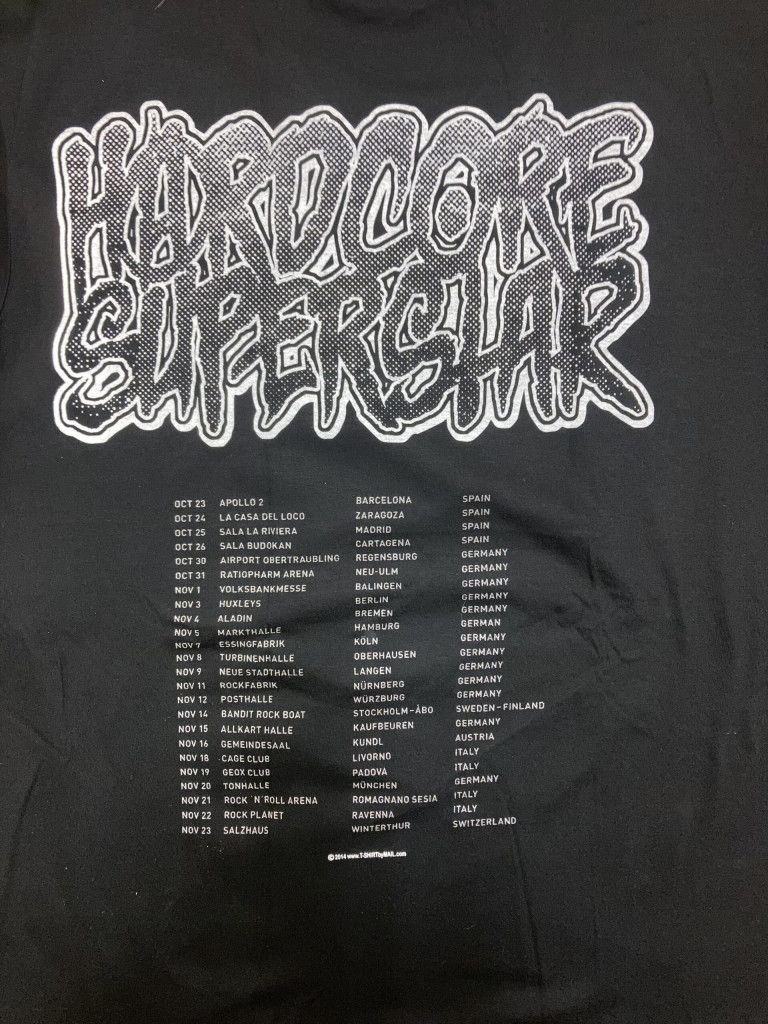 HARDCORE
SUPERSTAR
OCT 23 APOLLO 2 BARCELONA SPAIN
OCT 24 LA CASA DEL LOCO ZARAGOZA SPAIN
OCT 25 SALA LA RIVIERA MADRID SPAIN
OCT 26 SALA BUDOKAN CARTAGENA SPAIN
OCT 30 AIRPORT OBERTRAUBLING REGENSBURG GERMANY
OCT 31 RATIOPHARM ARENA NEU-ULM GERMANY
NOV 1 VOLKSBANKMESSE BALINGEN GERMANY
NOV 3 HUXLEYS BERLIN GERMANY
NOV 4 ALADIN BREMEN GERMANY
NOV 5 MARKTHALLE HAMBURG GERMAN
NOV 7 ESSINGFABRIK KÖLN GERMANY
NOV 8 TURBINENHALLE OBERHAUSEN GERMANY
NOV 9 NEUE STADTHALLE LANGEN GERMANY
NOV 11 ROCKFABRIK NÜRNBERG GERMANY
NOV 12 POSTHALLE WÜRZBURG GERMANY
NOV 14 BANDIT ROCK BOAT STOCKHOLM-ÅBO SWEDEN-FINLAND
NOV 15 ALLKART HALLE KAUFBEUREN GERMANY
NOV 16 GEMEINDESAAL KUNDL AUSTRIA
NOV 18 CAGE CLUB LIVORNO ITALY
NOV 19 GEOX CLUB PADOVA ITALY
NOV 20 TONHALLE MÜNCHEN GERMANY
NOV 21 ROCK ´N´ROLL ARENA ROMAGNANO SESIA ITALY
NOV 22 ROCK PLANET RAVENNA ITALY
NOV 23 SALZHAUS WINTERTHUR SWITZERLAND
©2014 www.T-SHIRTbyMAIL.com